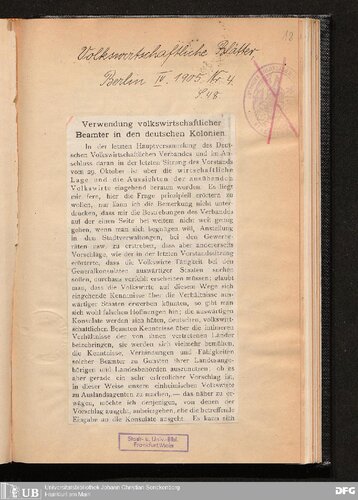 12
Volkswirtschaftliche Blätter
Berlin IV. 1905 Nr. 4.
S. 48
Verwendung volkswirtschaftlicher
Beamter in den deutschen Kolonien.
In der letzten Hauptversammlung des Deut-
schen Volkswirtschaftlichen Verbandes und im An-
schluss daran in der letzten Sitzung des Vorstands
vom 29. Oktober ist über die wirtschaftliche
Lage und die Aussichten der ausübenden
Volkswirte eingehend beraten worden. Es liegt
mir fern, hier die Frage prinzipiell erörtern zu
wollen, nur kann ich die Bemerkung nicht unter-
drücken, dass mir die Bestrebungen des Verbandes
auf der einen Seite bei weitem nicht weit genug
gehen, wenn man sich begnügen will, Anstellung
in den Stadtverwaltungen, bei den Gewerbe-
räten usw. zu erstreben, dass aber andererseits
Vorschläge, wie der in der letzten Vorstandssitzung
erörterte, dass die Volkswirte Tätigkeit bei den
Generalkonsulaten auswärtiger Staaten suchen
sollen, durchaus verfehlt erscheinen müssen; glaubt
man, dass die Volkswirte auf diesem Wege sich
eingehende Kenntnisse über die Verhältnisse aus-
wärtiger Staaten erwerben könnten, so gibt man
sich wohl falschen Hoffnungen hin; die auswärtigen
Konsulate werden sich hüten, deutschen, volkswirt-
schaftlichen Beamten Kenntnisse über die intimeren
Verhältnisse der von ihnen vertretenen Länder
beizubringen, sie werden sich vielmehr bemühen,
die Kenntnisse, Verbindungen und Fähigkeiten
solcher Beamter zu Gunsten ihrer Landesange-
hörigen und Landesbehörden auszunutzen; ob es
aber gerade ein sehr erfreulicher Vorschlag ist,
in dieser Weise unsere einheimischen Volkswirte
zu Auslandsagenten zu machen, — das näher zu er-
wägen, möchte ich denjenigen, von denen der
Vorschlag ausgeht, anheimgeben, ehe die betreffende
Eingabe an die Konsulate ausgeht. Es kann sich
Stadt- u. Univ.-Bibl.
Frankfurt/Main
UB
Universitätsbibliothek Johann Christian Senckenberg
Frankfurt am Main
DFG